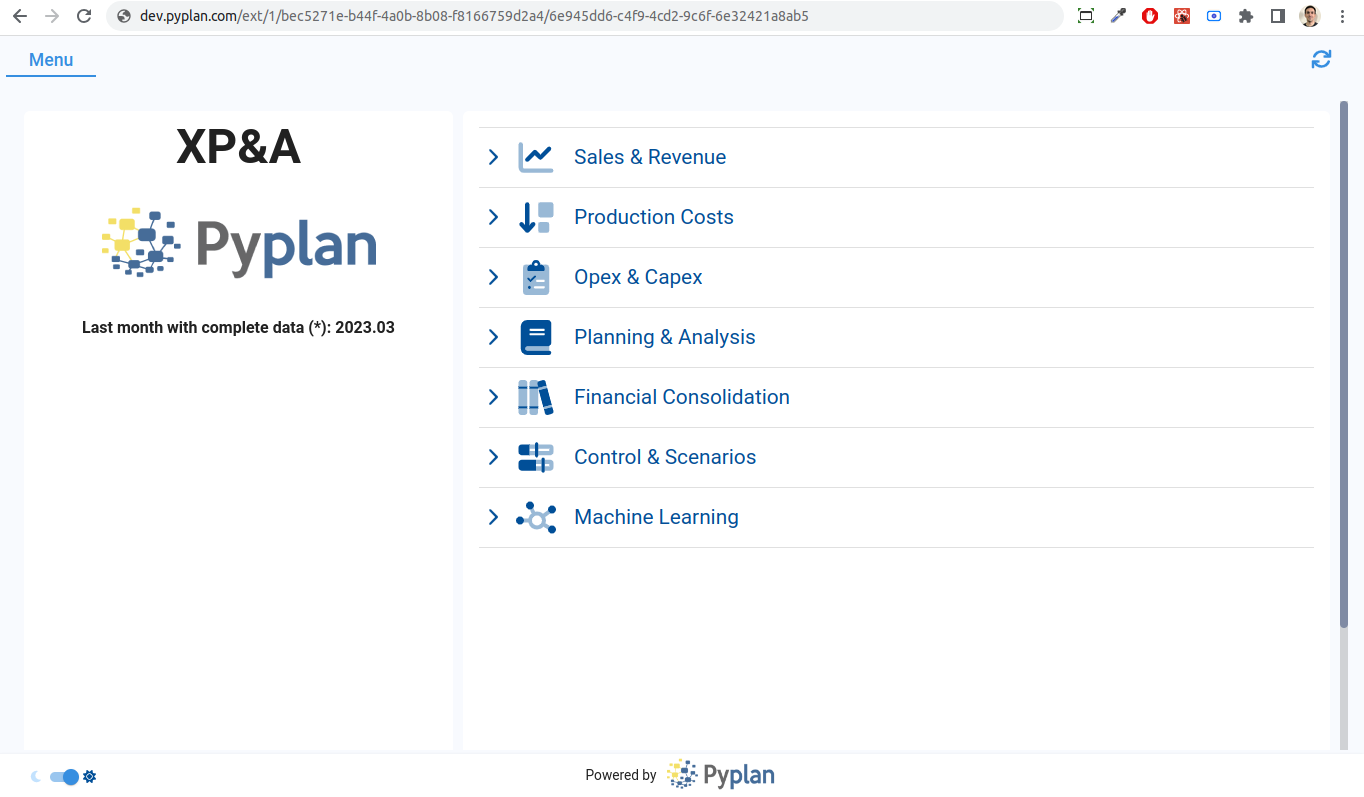 dev.pyplan.com/ext/1/bec5271e-b44f-4a0b-8b08-f8166759d2a4/6e945dd6-c4f9-4cd2-9c6f-6e32421a8ab5
Menu
XP&A
Pyplan
Last month with complete data (*): 2023.03
Sales & Revenue
Production Costs
Opex & Capex
Planning & Analysis
Financial Consolidation
Control & Scenarios
Machine Learning
Powered by Pyplan